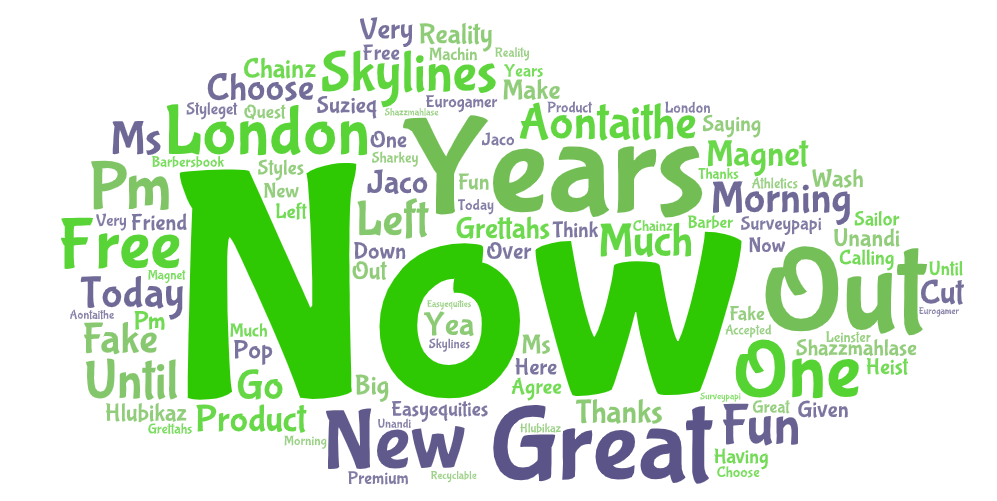 Very Reality
Free Machin Reality
Chainz Skylines Years
Choose Make
Styleget Quest Suzieq Eurogamer Product London
Shazzmahlase
Ms London One Years Jaco Aontaithe Saying
Barbersbook Styles Sharkey Magnet
Pm New Jaco Fun Thanks Athletics Wash
Left Left Today Morning
Very Friend Grettahs Think Chainz Barber Surveypapi Sailor
Free Down Over Much Now Unandi
Out Calling
Magnet Now Out Until
Today Cut
Aontaithe Pm Easyequities Fake Eurogamer
Fake Much Yea Accepted
Pop Skylines Ms Leinster
Shazzmahlase
Until Go Big Here One Heist
Agree
Hlubikaz Product Easyequities Thanks Surveypapi Great Given
Grettahs Unandi Hlubikaz Great Fun
Morning New Having
Premium Recyclable Choose